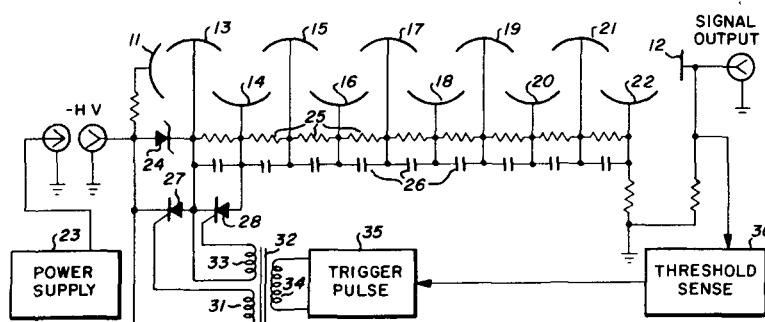 13 15 17 19 21 SIGNAL OUTPUT
11 12
14 16 18 20 22
-HV
25
24
26
27
28
23 32 35
33
34
31
POWER SUPPLY
TRIGGER PULSE
THRESHOLD SENSE